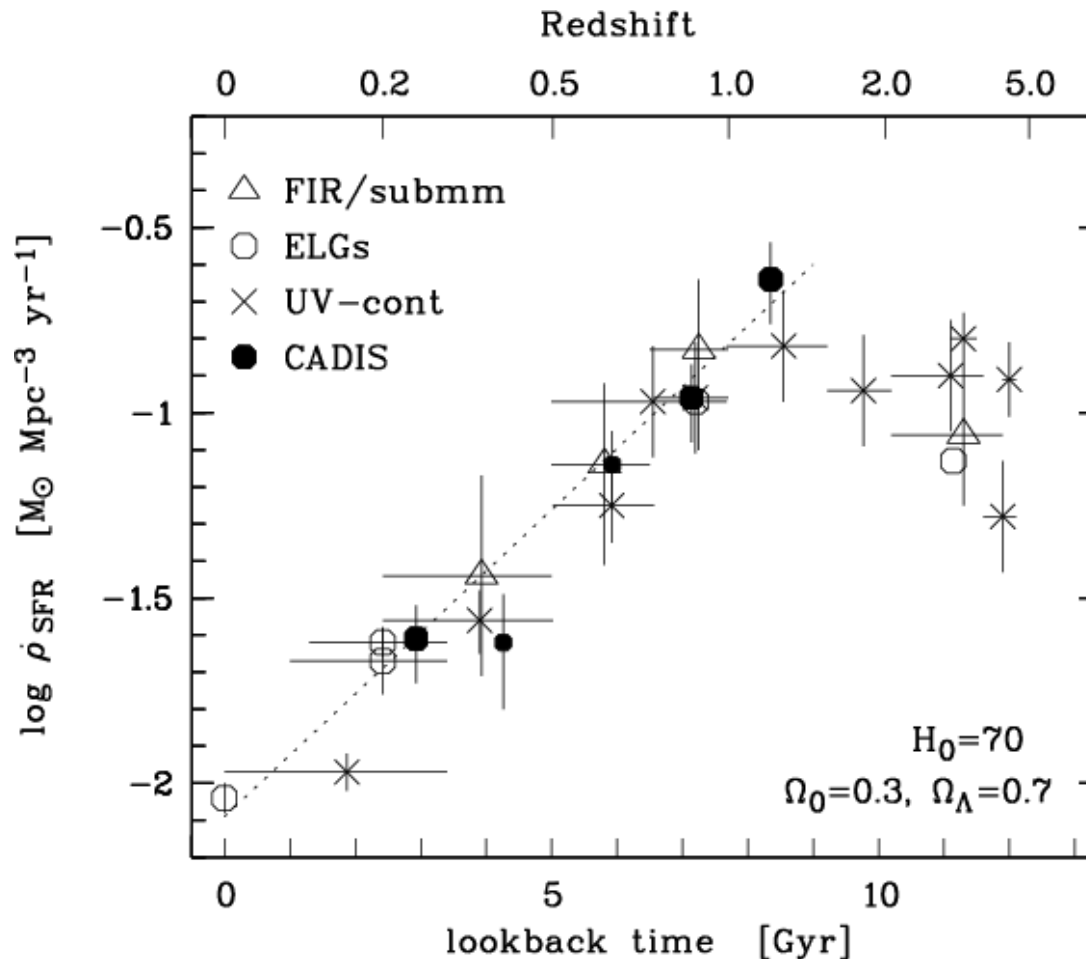 Redshift
0 0.2 0.5 1.0 2.0 5.0
FIR/submm
ELGs
UV-cont
CADIS
-0.5
-1
-1.5
-2
log ρ̇ SFR [M⊙ Mpc⁻³ yr⁻¹]
H₀=70
Ω₀=0.3, Ω_Λ=0.7
0 5 10
lookback time [Gyr]